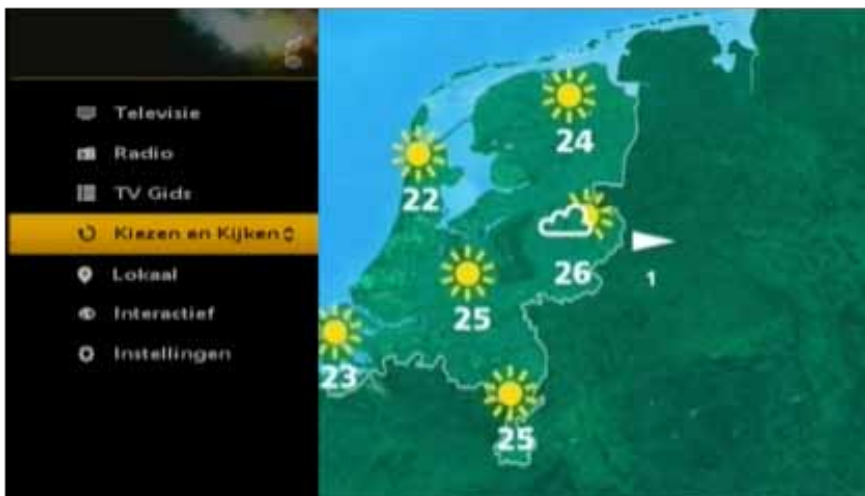 Televisie
Radio
TV Gids
Kiezen en Kijken
Lokaal
Interactief
Instellingen
24
22
26
1
25
23
25